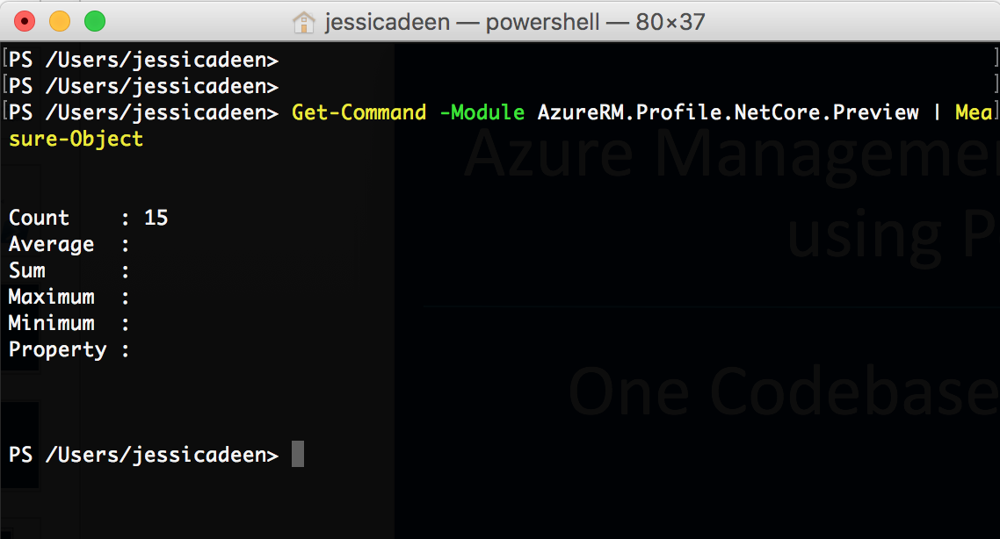 jessicadeen — powershell — 80×37
[PS /Users/jessicadeen> ]
[PS /Users/jessicadeen> ]
[PS /Users/jessicadeen> Get-Command -Module AzureRM.Profile.NetCore.Preview | Mea]
sure-Object
Azure Managemen
using P
Count : 15
Average :
Sum :
Maximum :
Minimum :
Property :
One Codebase
PS /Users/jessicadeen>